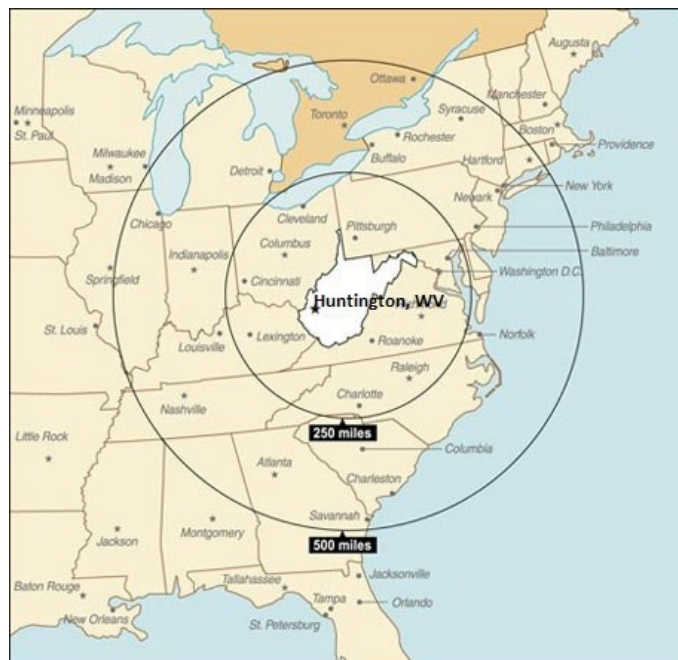 Augusta
Ottawa
Manchester
Minneapolis
Syracuse
Toronto
St. Paul
Boston
Rochester
Milwaukee
Providence
Buffalo
Hartford
Madison
Detroit
New York
Newark
Chicago
Cleveland
Pittsburgh
Philadelphia
Columbus
Indianapolis
Baltimore
Washington D.C.
Springfield
Cincinnati
Huntington, WV
St. Louis
Lexington
Norfolk
Louisville
Roanoke
Raleigh
Charlotte
Nashville
250 miles
Little Rock
Columbia
Atlanta
Charleston
Savannah
Montgomery
Jackson
500 miles
Jacksonville
Tallahassee
Baton Rouge
Tampa
Orlando
New Orleans
St. Petersburg